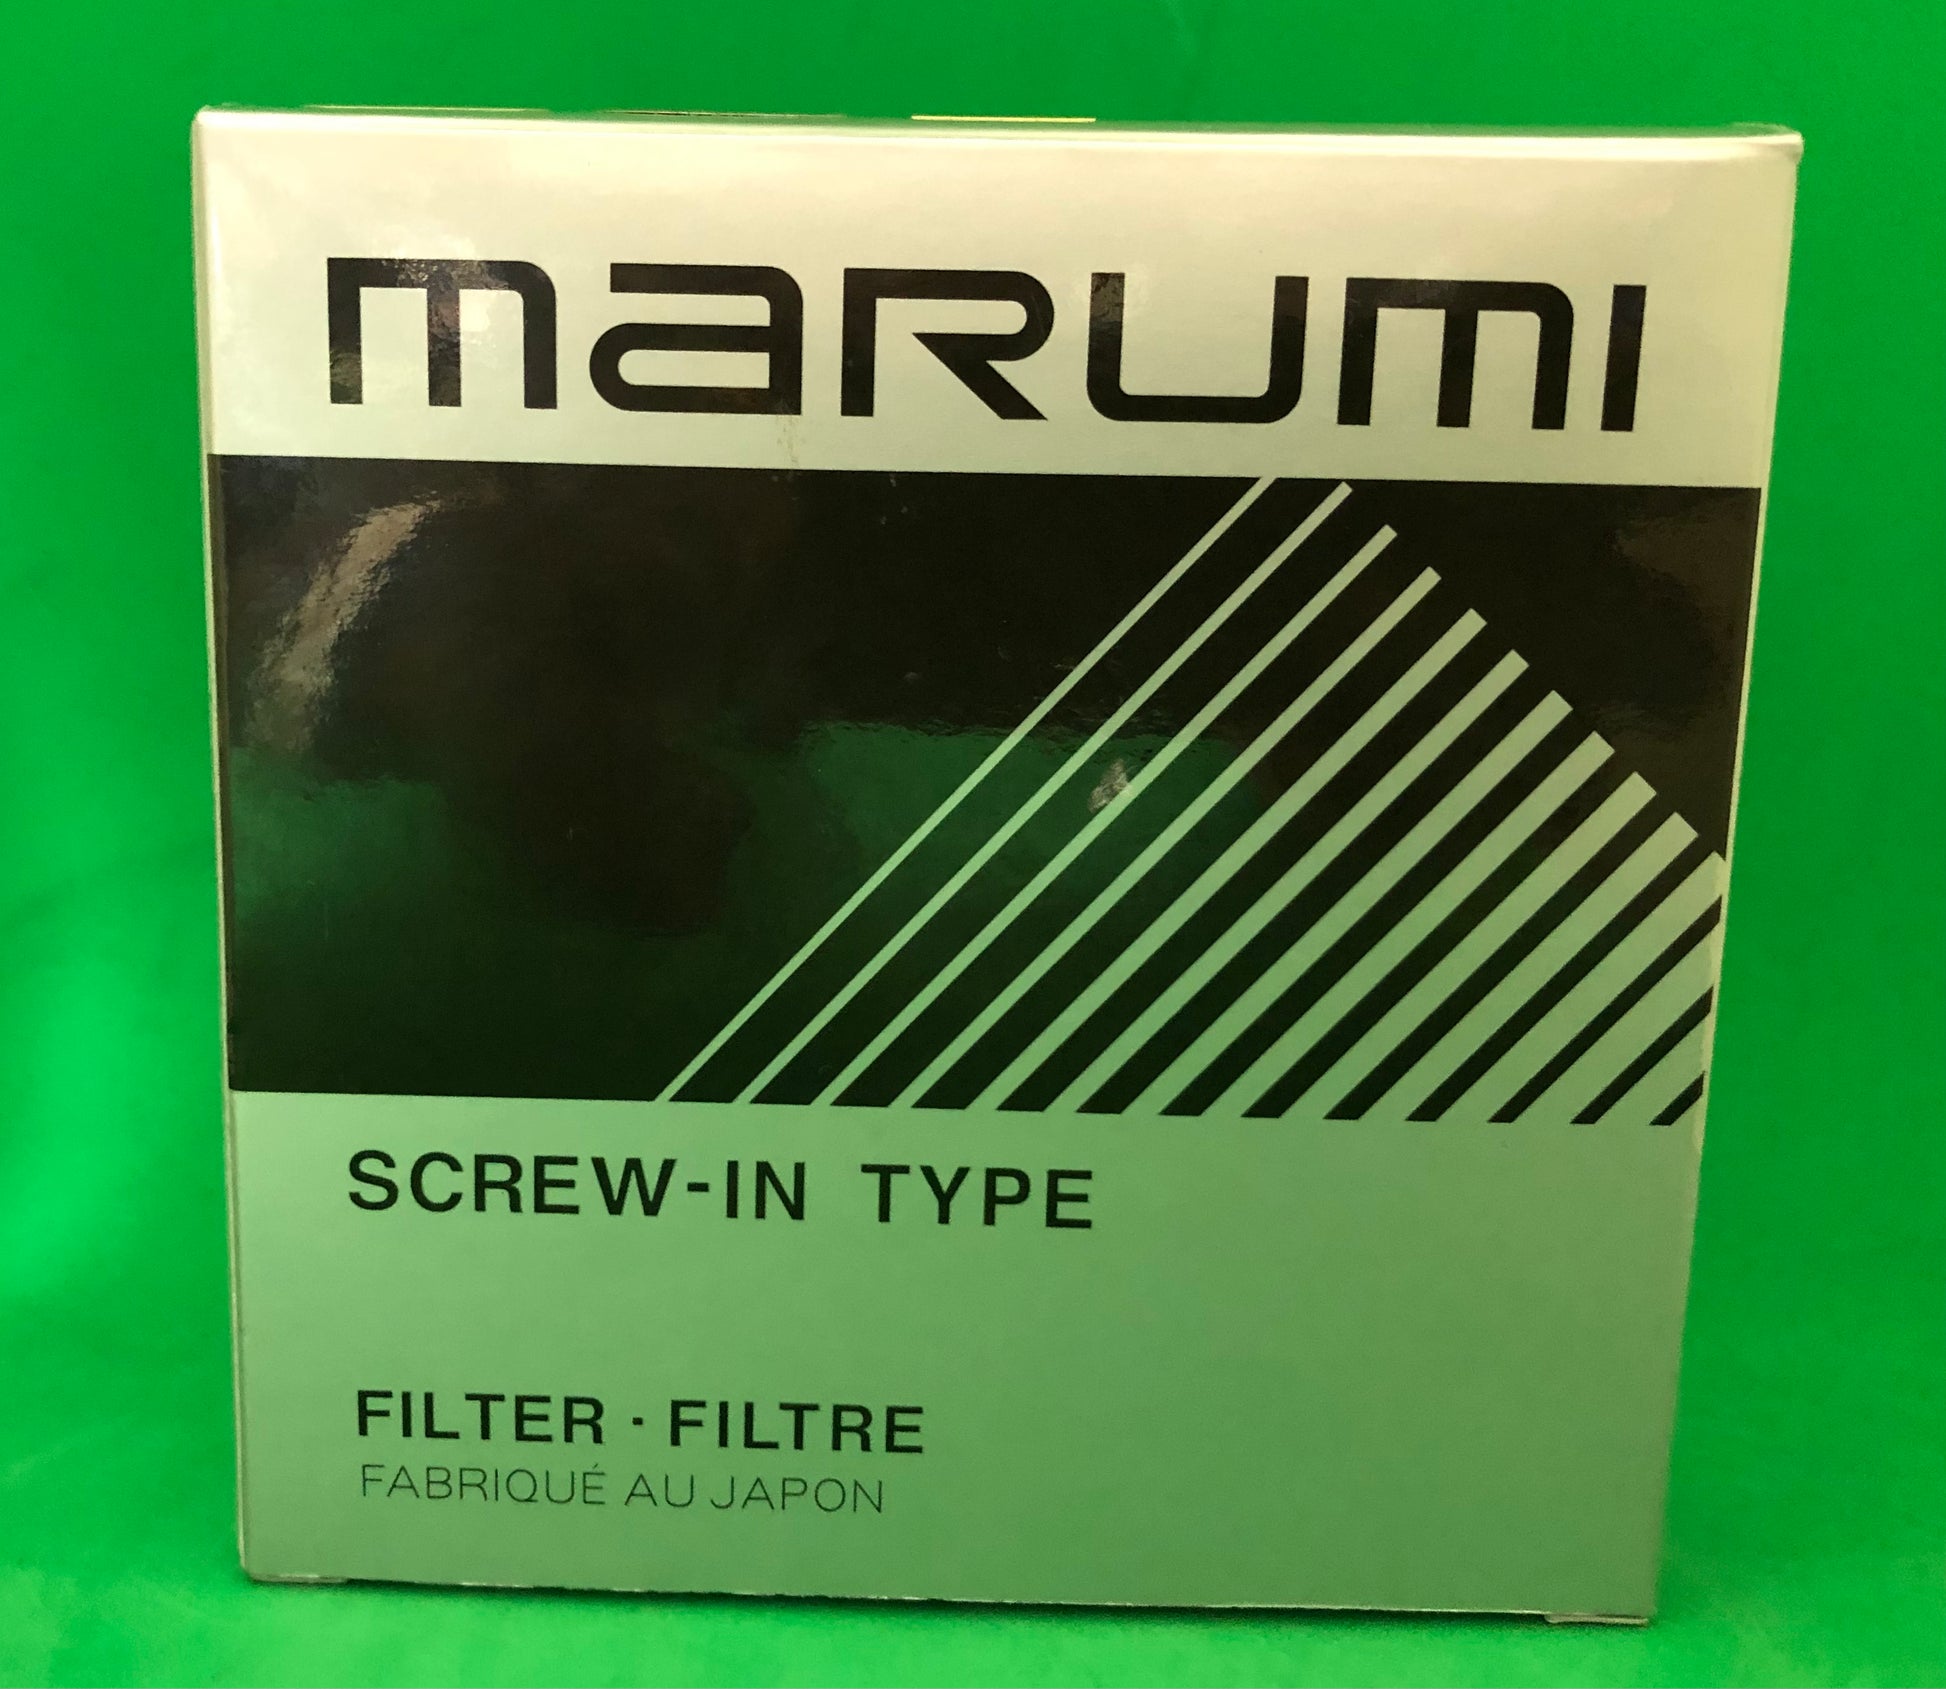 marumi
SCREW-IN TYPE
FILTER · FILTRE
FABRIQUÉ AU JAPON